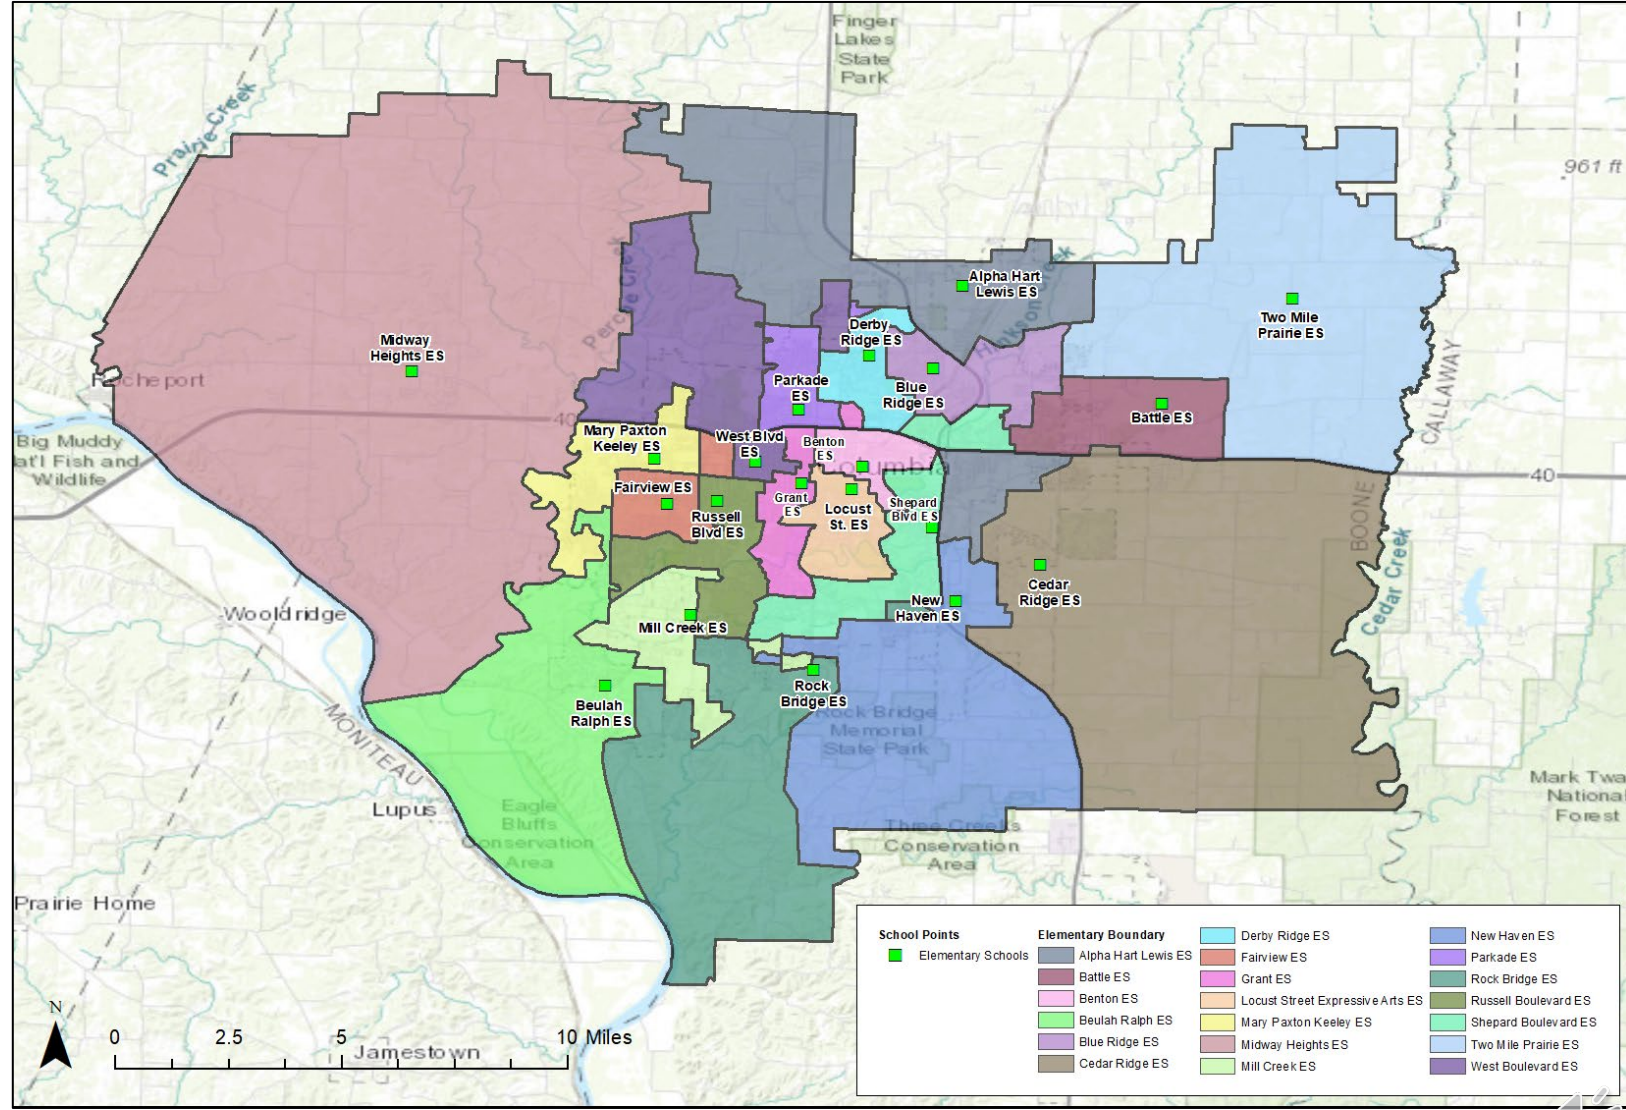 Finger
Lakes
State
Park
Prairie Creek
961 ft
Alpha Hart
Lewis ES
Hinkson Creek
Perche Creek
Two Mile
Prairie ES
Derby
Ridge ES
Midway
Heights ES
Rocheport
Parkade
ES
Blue
Ridge ES
CALLAWAY
40
Battle ES
Mary Paxton
Keeley ES
West Blvd
ES
Benton
ES
Columbia
Big Muddy
at'l Fish and
Wildlife
40
Fairview ES
Grant
ES
Locust
St. ES
Shepard
Blvd ES
Russell
Blvd ES
BOONE
Cedar Creek
Cedar
Ridge ES
New
Haven ES
Wooldridge
Mill Creek ES
Rock
Bridge ES
Beulah
Ralph ES
Rock Bridge
Memorial
State Park
MONITEAU
Lupus
Eagle
Bluffs
Conservation
Area
Three Creeks
Conservation
Area
Mark Twa
National
Forest
Prairie Home
Jamestown
N
0 2.5 5 10 Miles
School Points
Elementary Schools
Elementary Boundary
Alpha Hart Lewis ES
Battle ES
Benton ES
Beulah Ralph ES
Blue Ridge ES
Cedar Ridge ES
Derby Ridge ES
Fairview ES
Grant ES
Locust Street Expressive Arts ES
Mary Paxton Keeley ES
Midway Heights ES
Mill Creek ES
New Haven ES
Parkade ES
Rock Bridge ES
Russell Boulevard ES
Shepard Boulevard ES
Two Mile Prairie ES
West Boulevard ES